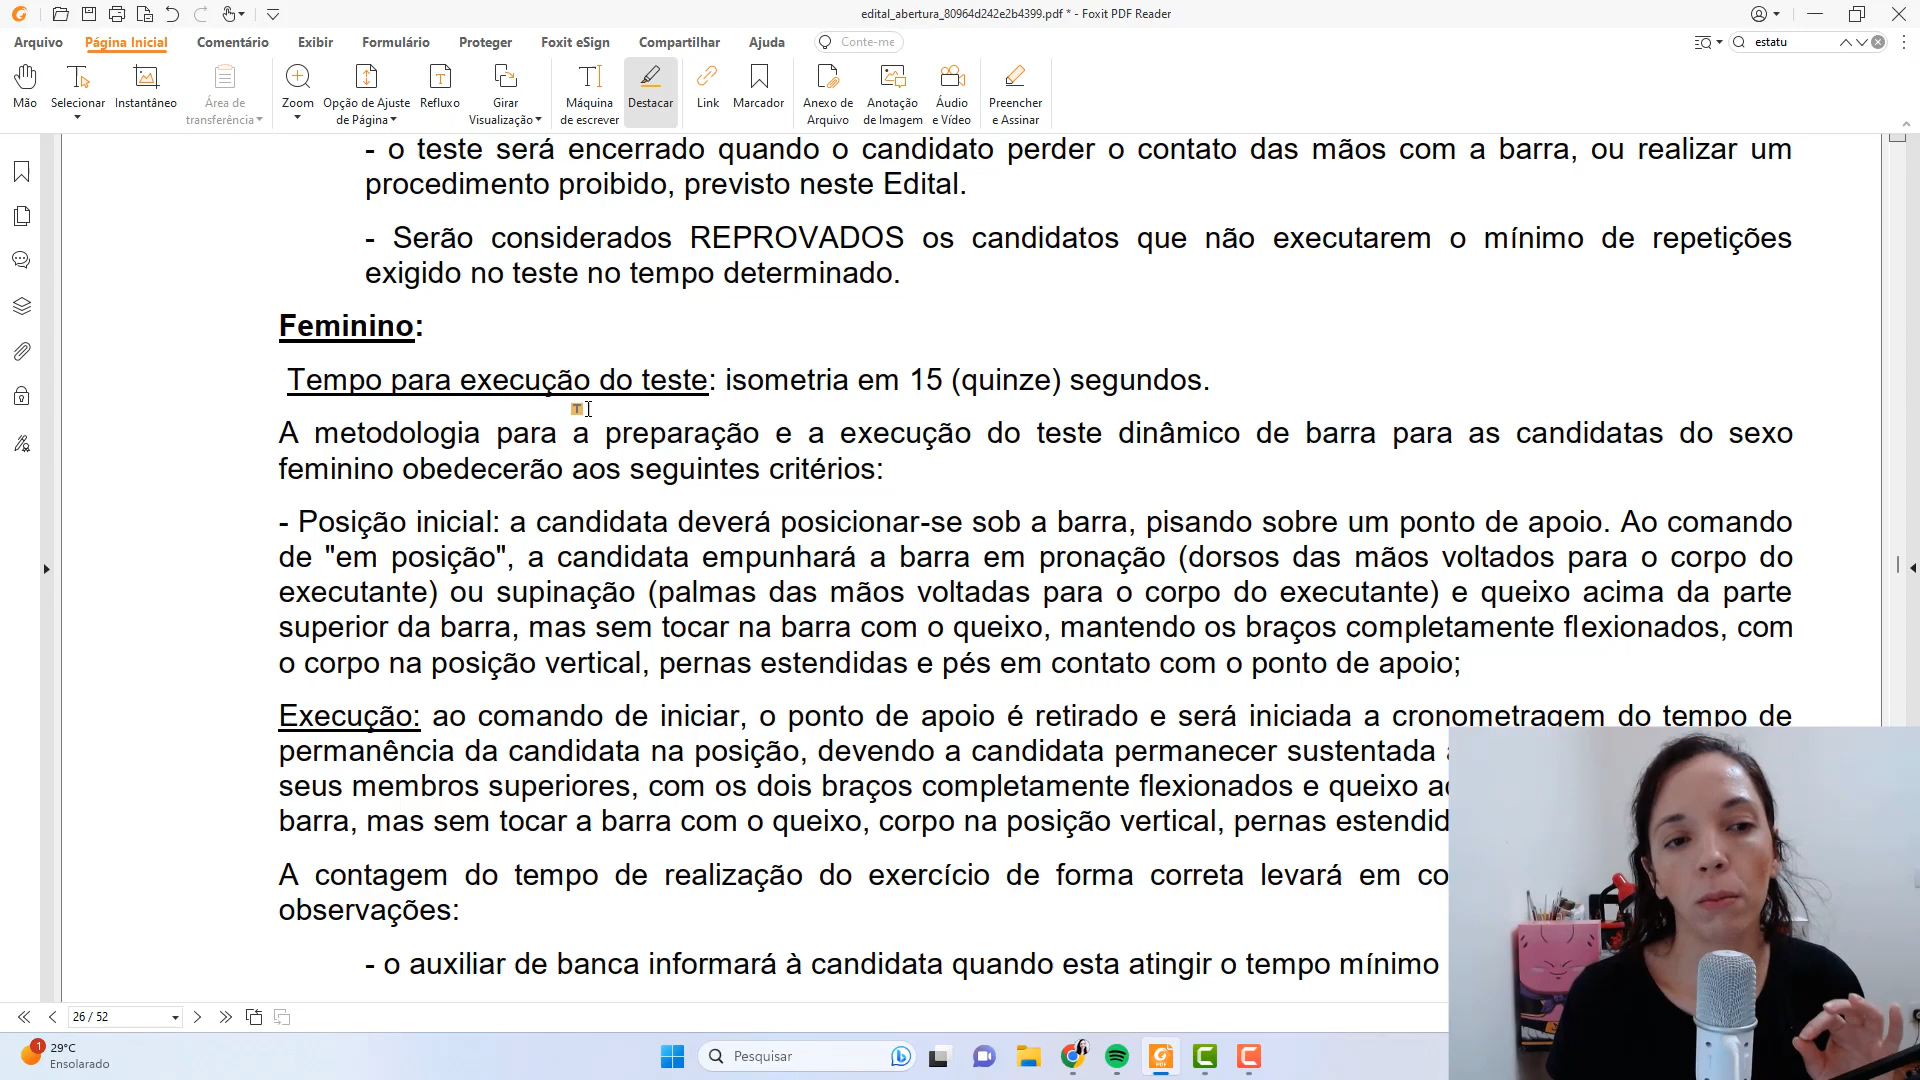 edital_abertura_80964d242e2b4399.pdf * - Foxit PDF Reader
Arquivo Página Inicial Comentário Exibir Formulário Proteger Foxit eSign Compartilhar Ajuda Conte-me estatu
Mão Selecionar Instantâneo Área de transferência Zoom Opção de Ajuste de Página Refluxo Girar Visualização Máquina de escrever Destacar Link Marcador Anexo de Arquivo Anotação de Imagem Áudio e Vídeo Preencher e Assinar
- o teste será encerrado quando o candidato perder o contato das mãos com a barra, ou realizar um
procedimento proibido, previsto neste Edital.
- Serão considerados REPROVADOS os candidatos que não executarem o mínimo de repetições
exigido no teste no tempo determinado.
Feminino:
Tempo para execução do teste: isometria em 15 (quinze) segundos.
A metodologia para a preparação e a execução do teste dinâmico de barra para as candidatas do sexo
feminino obedecerão aos seguintes critérios:
- Posição inicial: a candidata deverá posicionar-se sob a barra, pisando sobre um ponto de apoio. Ao comando
de "em posição", a candidata empunhará a barra em pronação (dorsos das mãos voltados para o corpo do
executante) ou supinação (palmas das mãos voltadas para o corpo do executante) e queixo acima da parte
superior da barra, mas sem tocar na barra com o queixo, mantendo os braços completamente flexionados, com
o corpo na posição vertical, pernas estendidas e pés em contato com o ponto de apoio;
Execução: ao comando de iniciar, o ponto de apoio é retirado e será iniciada a cronometragem do tempo de
permanência da candidata na posição, devendo a candidata permanecer sustentada
seus membros superiores, com os dois braços completamente flexionados e queixo
barra, mas sem tocar a barra com o queixo, corpo na posição vertical, pernas estendid
A contagem do tempo de realização do exercício de forma correta levará em co
observações:
- o auxiliar de banca informará à candidata quando esta atingir o tempo mínimo
26 / 52
1 29°C
Ensolarado
Pesquisar